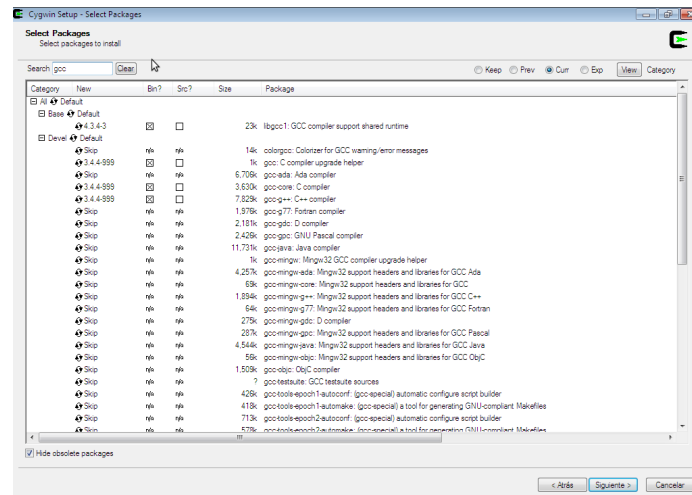 Cygwin Setup - Select Packages
Select Packages
Select packages to install
Search gcc Clear Keep Prev Curr Exp View Category
Category New Bin? Src? Size Package
All Default
Base Default
4.3.4-3 23k libgcc1: GCC compiler support shared runtime
Devel Default
Skip n/a n/a 14k colorgcc: Colorizer for GCC warning/error messages
3.4.4-999 1k gcc: C compiler upgrade helper
Skip n/a n/a 6,706k gcc-ada: Ada compiler
3.4.4-999 3,630k gcc-core: C compiler
3.4.4-999 7,829k gcc-g++: C++ compiler
Skip n/a n/a 1,976k gcc-g77: Fortran compiler
Skip n/a n/a 2,181k gcc-gdc: D compiler
Skip n/a n/a 2,426k gcc-gpc: GNU Pascal compiler
Skip n/a n/a 11,731k gcc-java: Java compiler
Skip n/a n/a 1k gcc-mingw: Mingw32 GCC compiler upgrade helper
Skip n/a n/a 4,257k gcc-mingw-ada: Mingw32 support headers and libraries for GCC Ada
Skip n/a n/a 69k gcc-mingw-core: Mingw32 support headers and libraries for GCC
Skip n/a n/a 1,894k gcc-mingw-g++: Mingw32 support headers and libraries for GCC C++
Skip n/a n/a 64k gcc-mingw-g77: Mingw32 support headers and libraries for GCC Fortran
Skip n/a n/a 275k gcc-mingw-gdc: D compiler
Skip n/a n/a 287k gcc-mingw-gpc: Mingw32 support headers and libraries for GCC Pascal
Skip n/a n/a 4,544k gcc-mingw-java: Mingw32 support headers and libraries for GCC Java
Skip n/a n/a 56k gcc-mingw-objc: Mingw32 support headers and libraries for GCC ObjC
Skip n/a n/a 1,509k gcc-objc: ObjC compiler
Skip n/a n/a ? gcc-testsuite: GCC testsuite sources
Skip n/a n/a 426k gcc-tools-epoch1-autoconf: (gcc-special) automatic configure script builder
Skip n/a n/a 418k gcc-tools-epoch1-automake: (gcc-special) a tool for generating GNU-compliant Makefiles
Skip n/a n/a 713k gcc-tools-epoch2-autoconf: (gcc-special) automatic configure script builder
Skip n/a n/a 578k gcc-tools-epoch2-automake: (gcc-special) a tool for generating GNU-compliant Makefiles
Hide obsolete packages
< Atrás Siguiente > Cancelar